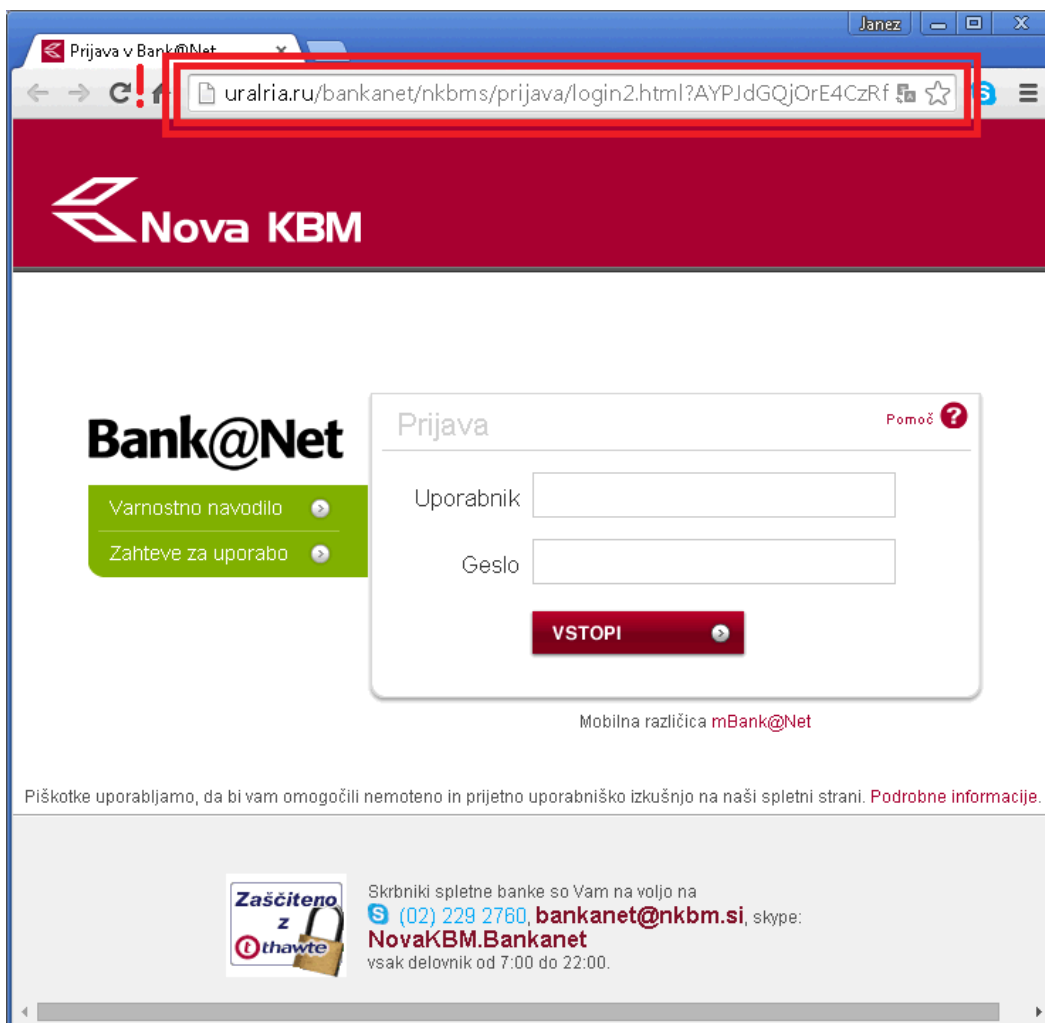 Janez
Prijava v Bank@Net
!
uralria.ru/bankanet/nkbms/prijava/login2.html?AYPJdGQjOrE4CzRf
Nova KBM
Bank@Net
Varnostno navodilo
Zahteve za uporabo
Prijava
Pomoč ?
Uporabnik
Geslo
VSTOPI
Mobilna različica mBank@Net
Piškotke uporabljamo, da bi vam omogočili nemoteno in prijetno uporabniško izkušnjo na naši spletni strani. Podrobne informacije.
Zaščiteno
z
thawte
Skrbniki spletne banke so Vam na voljo na
(02) 229 2760, bankanet@nkbm.si, skype:
NovaKBM.Bankanet
vsak delovnik od 7:00 do 22:00.